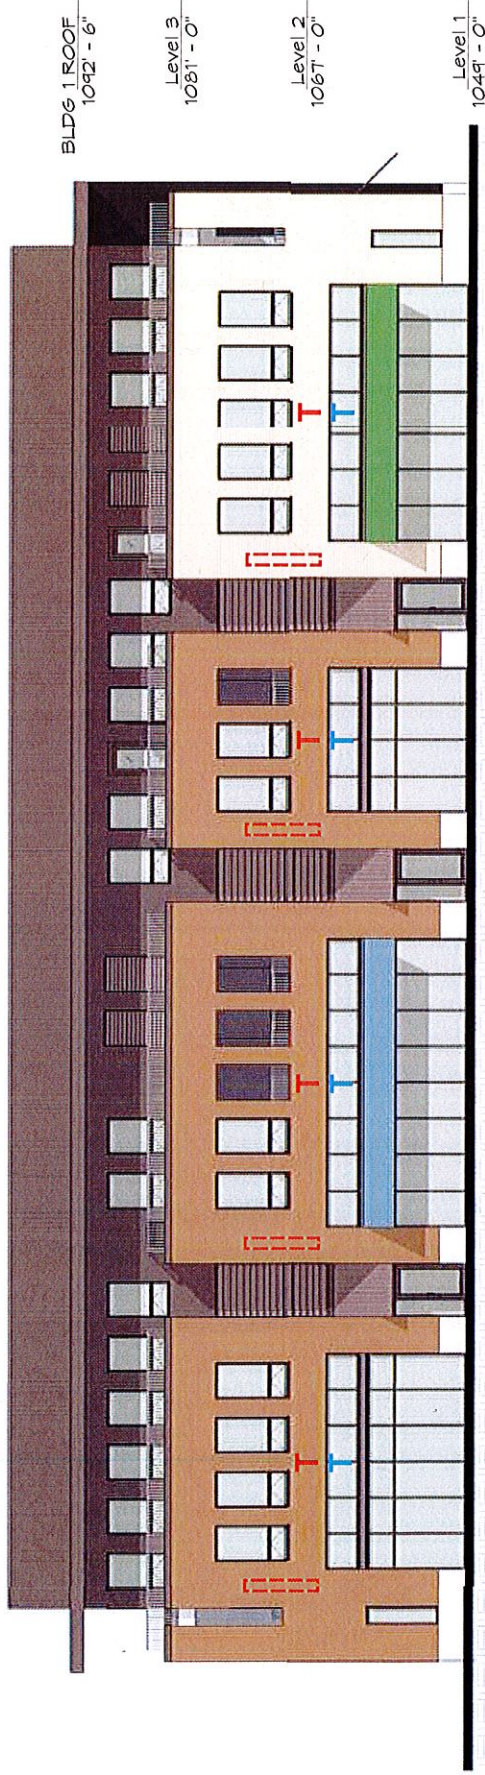 BLDG 1 ROOF
1092' - 6"
Level 3
1081' - 0"
Level 2
1067' - 0"
Level 1
1049' - 0"